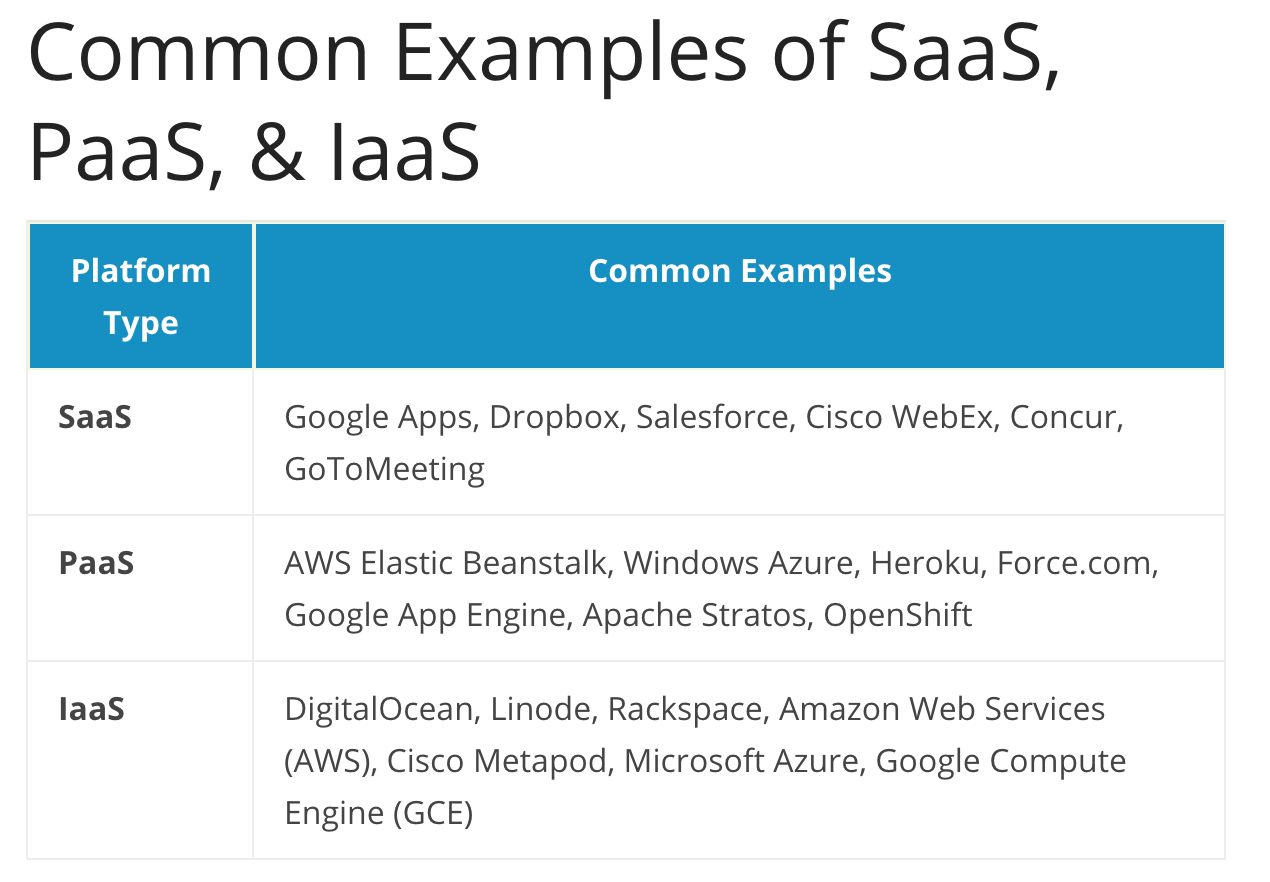 Common Examples of SaaS,
PaaS, & IaaS
Platform
Type
Common Examples
SaaS
Google Apps, Dropbox, Salesforce, Cisco WebEx, Concur,
GoToMeeting
PaaS
AWS Elastic Beanstalk, Windows Azure, Heroku, Force.com,
Google App Engine, Apache Stratos, OpenShift
IaaS
DigitalOcean, Linode, Rackspace, Amazon Web Services
(AWS), Cisco Metapod, Microsoft Azure, Google Compute
Engine (GCE)